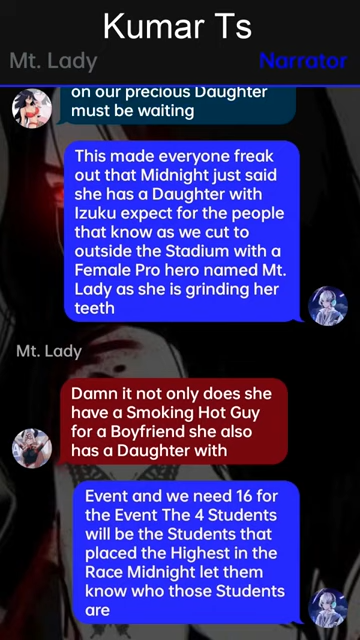 Kumar Ts
Mt. Lady
Narrator
on our precious Daughter
must be waiting
This made everyone freak
out that Midnight just said
she has a Daughter with
Izuku expect for the people
that know as we cut to
outside the Stadium with a
Female Pro hero named Mt.
Lady as she is grinding her
teeth
Mt. Lady
Damn it not only does she
have a Smoking Hot Guy
for a Boyfriend she also
has a Daughter with
Event and we need 16 for
the Event The 4 Students
will be the Students that
placed the Highest in the
Race Midnight let them
know who those Students
are